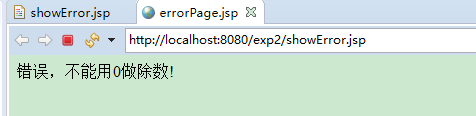 showError.jsp errorPage.jsp
http://localhost:8080/exp2/showError.jsp
错误，不能用0做除数!